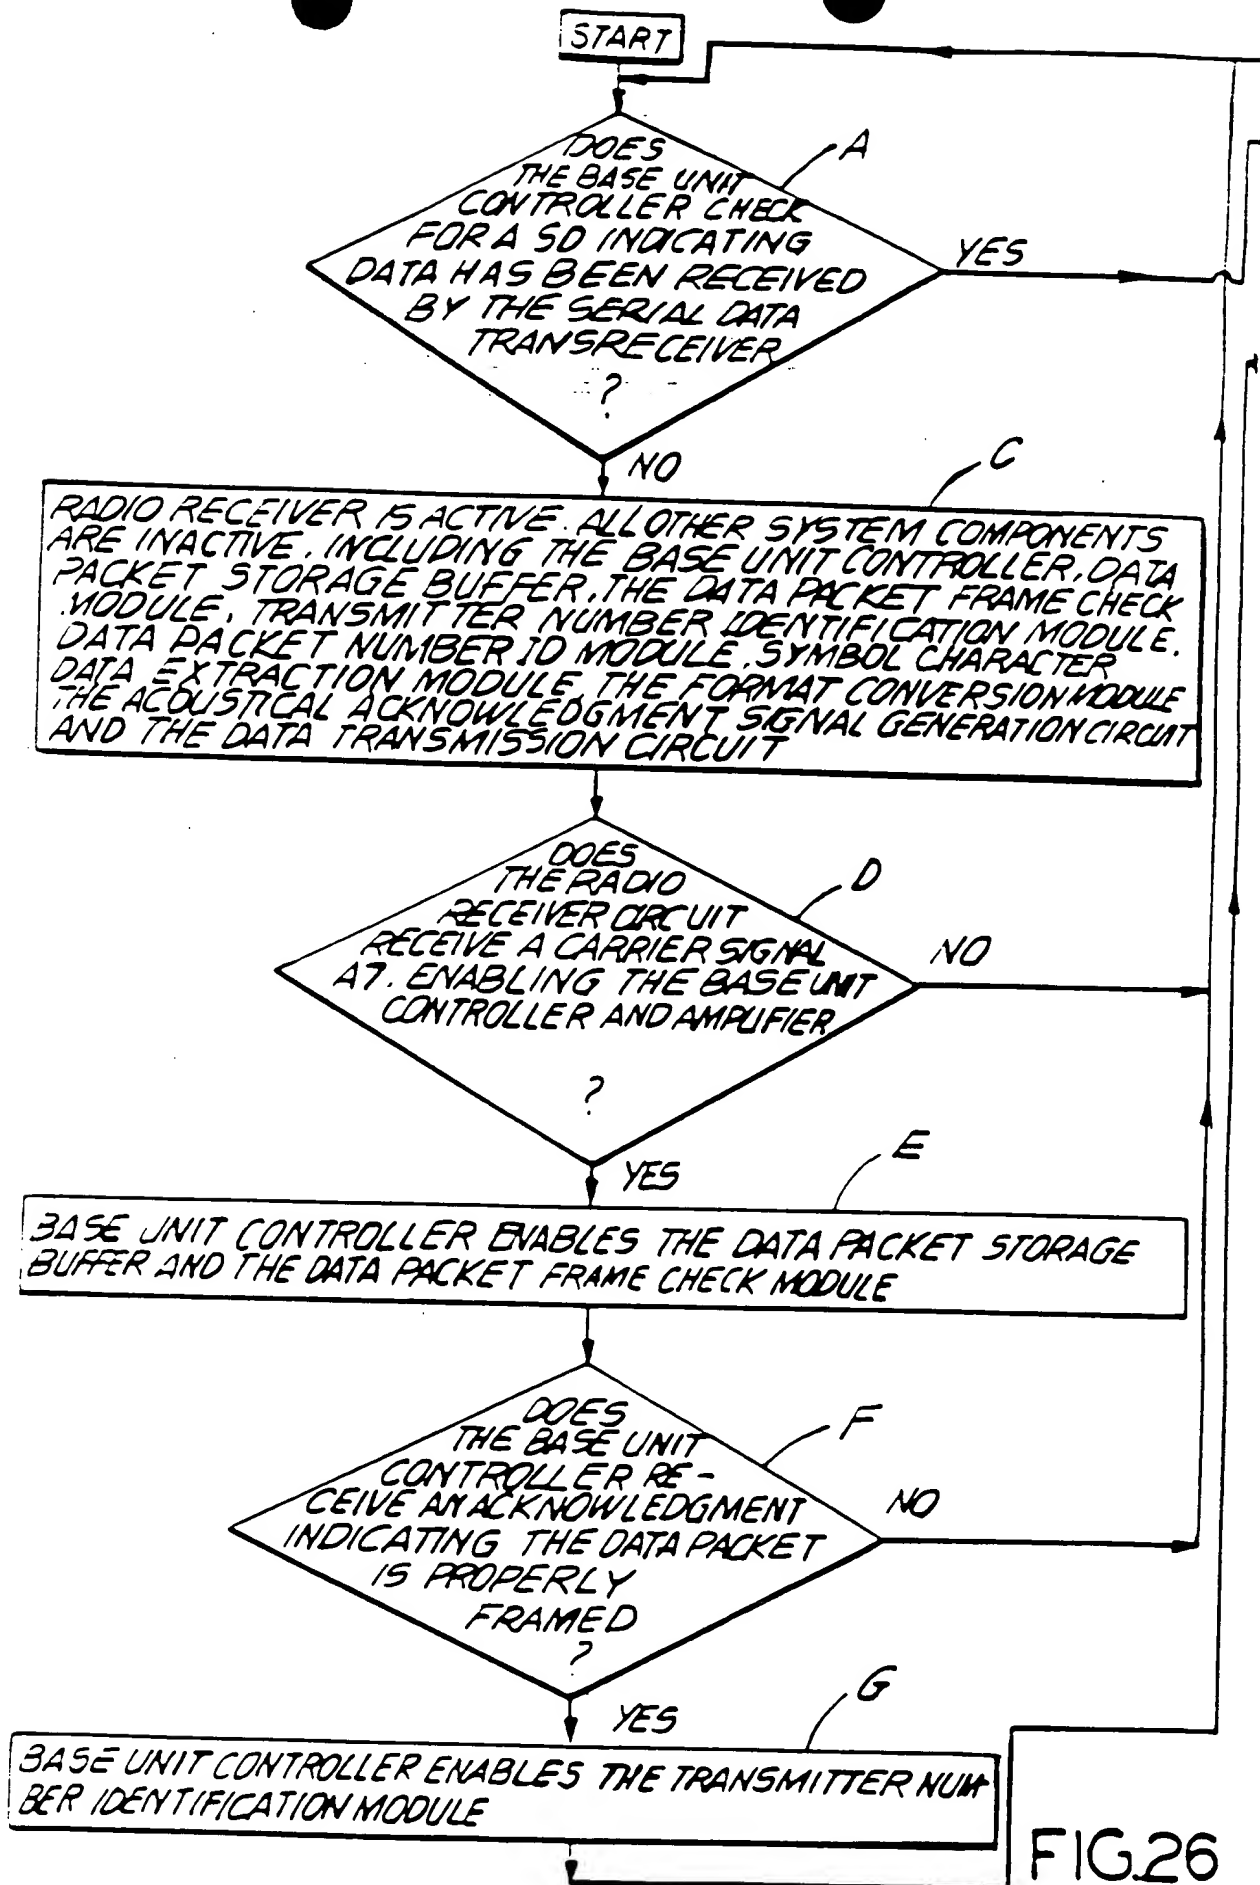 START
A
DOES
THE BASE UNIT
CONTROLLER CHECK
FOR A SD INDICATING
DATA HAS BEEN RECEIVED
BY THE SERIAL DATA
TRANSRECEIVER
?
YES
NO
C
RADIO RECEIVER IS ACTIVE. ALL OTHER SYSTEM COMPONENTS
ARE INACTIVE, INCLUDING THE BASE UNIT CONTROLLER, DATA
PACKET STORAGE BUFFER, THE DATA PACKET FRAME CHECK
MODULE, TRANSMITTER NUMBER IDENTIFICATION MODULE,
DATA PACKET NUMBER ID MODULE, SYMBOL CHARACTER
DATA EXTRACTION MODULE, THE FORMAT CONVERSION MODULE
THE ACOUSTICAL ACKNOWLEDGMENT SIGNAL GENERATION CIRCUIT
AND THE DATA TRANSMISSION CIRCUIT
D
DOES
THE RADIO
RECEIVER CIRCUIT
RECEIVE A CARRIER SIGNAL
A7. ENABLING THE BASE UNIT
CONTROLLER AND AMPLIFIER
?
NO
YES
E
BASE UNIT CONTROLLER ENABLES THE DATA PACKET STORAGE
BUFFER AND THE DATA PACKET FRAME CHECK MODULE
F
DOES
THE BASE UNIT
CONTROLLER RE-
CEIVE AN ACKNOWLEDGMENT
INDICATING THE DATA PACKET
IS PROPERLY
FRAMED
?
NO
YES
G
BASE UNIT CONTROLLER ENABLES THE TRANSMITTER NUM-
BER IDENTIFICATION MODULE
FIG.26